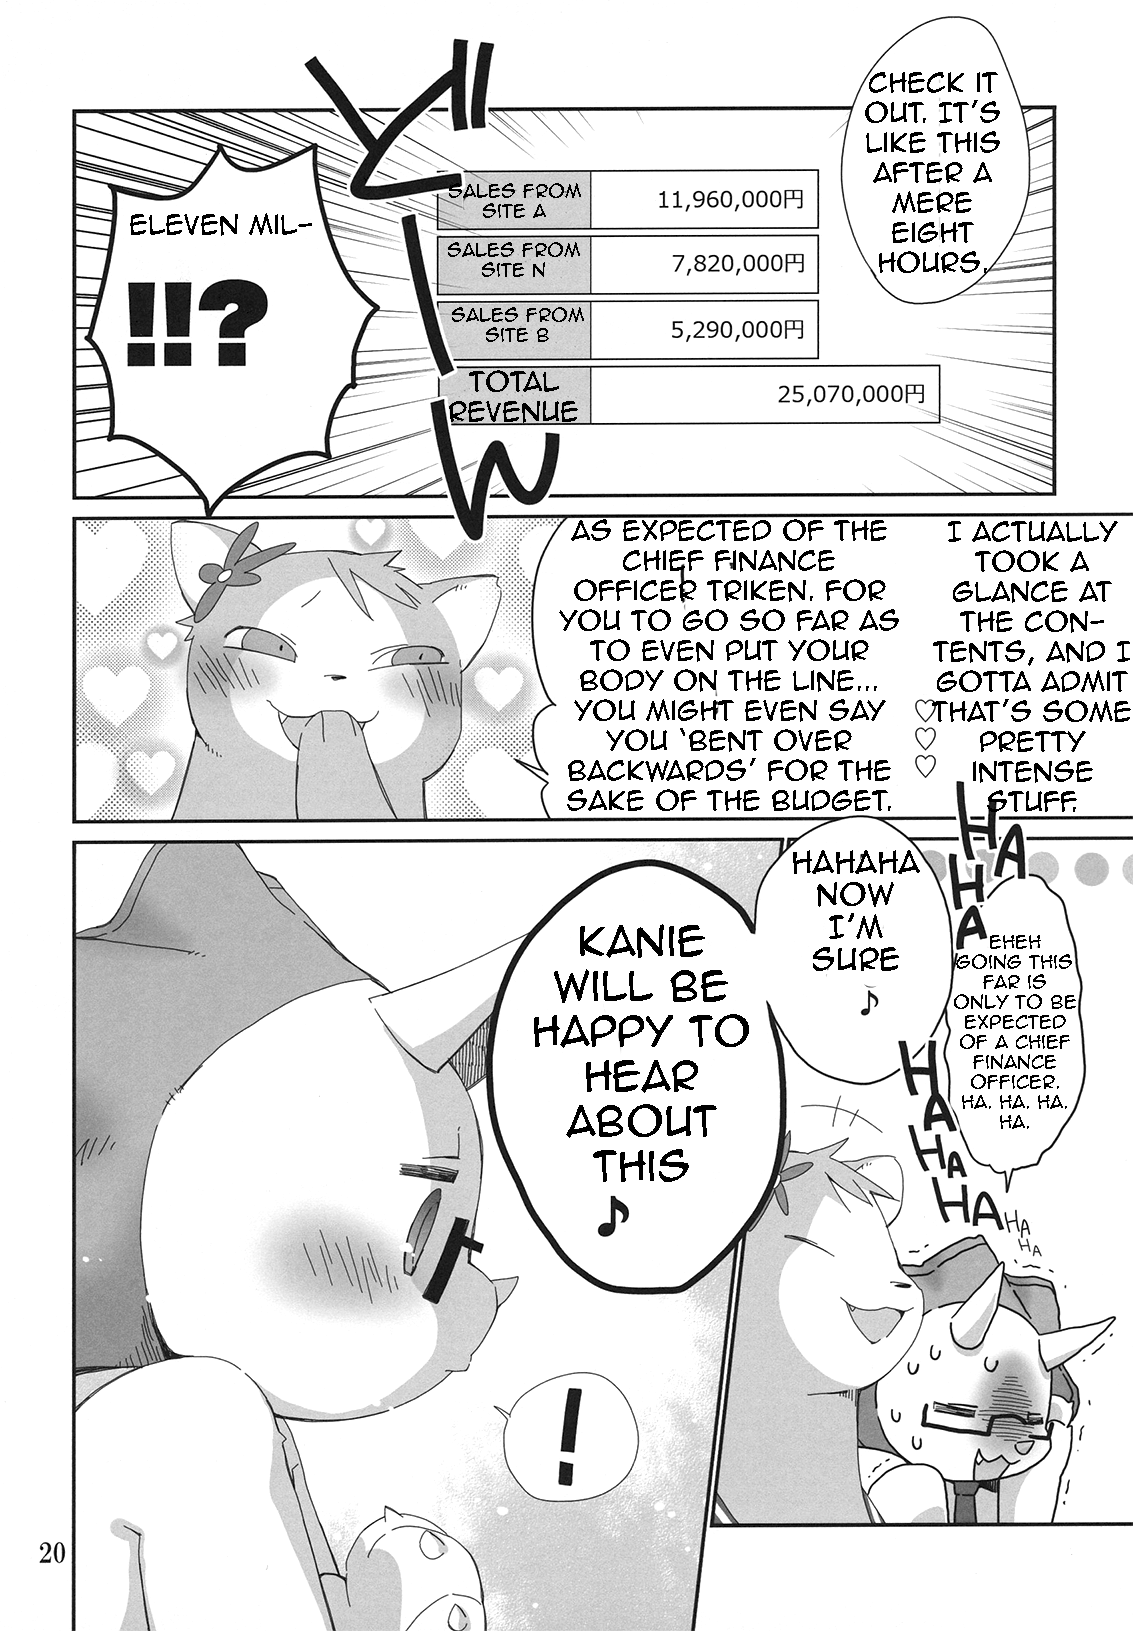 CHECK IT
OUT. IT'S
LIKE THIS
AFTER A
MERE
EIGHT
HOURS.
SALES FROM
SITE A
11,960,000円
SALES FROM
SITE N
7,820,000円
SALES FROM
SITE B
5,290,000円
TOTAL
REVENUE
25,070,000円
どーん
ELEVEN MIL-
!!?
I ACTUALLY
TOOK A
GLANCE AT
THE CON-
TENTS, AND I
GOTTA ADMIT
THAT'S SOME
PRETTY
INTENSE
STUFF.
♡
♡
♡
AS EXPECTED OF THE
CHIEF FINANCE
OFFICER TRIKEN. FOR
YOU TO GO SO FAR AS
TO EVEN PUT YOUR
BODY ON THE LINE...
YOU MIGHT EVEN SAY
YOU 'BENT OVER
BACKWARDS' FOR THE
SAKE OF THE BUDGET.
HA
HA
HA
EHEH
GOING THIS
FAR IS
ONLY TO BE
EXPECTED
OF A CHIEF
FINANCE
OFFICER.
HA. HA. HA.
HA.
HAHAHA
NOW
I'M
SURE
♪
HA
HA
HA
HA
HA
HA
HA
KANIE
WILL BE
HAPPY TO
HEAR
ABOUT
THIS
♪
!
20